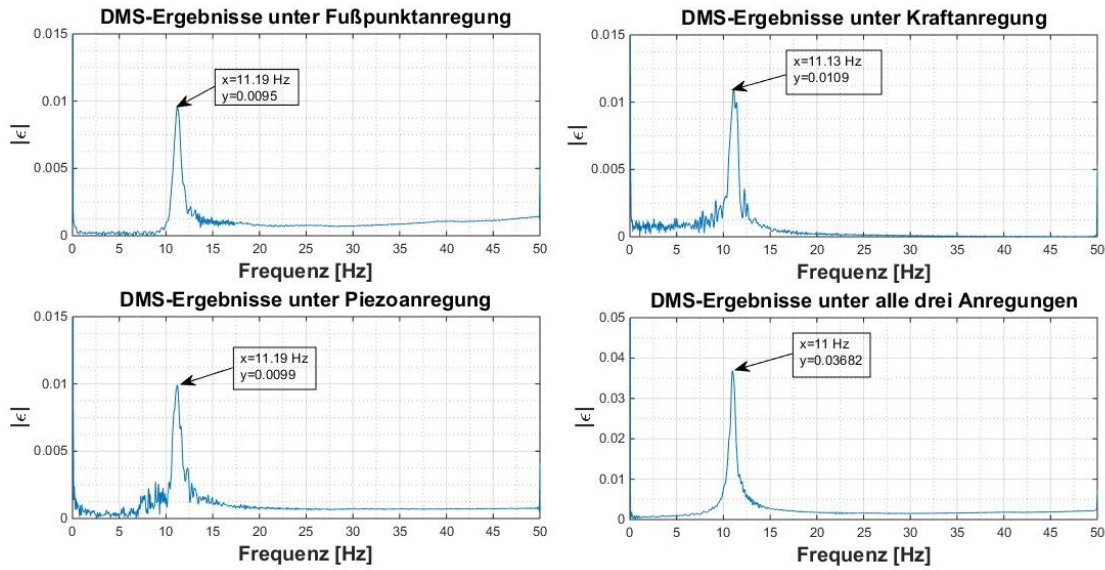 DMS-Ergebnisse unter Fußpunktanregung
0.015
0.01
0.005
0
|ϵ|
x=11.19 Hz
y=0.0095
0 5 10 15 20 25 30 35 40 45 50
Frequenz [Hz]
DMS-Ergebnisse unter Kraftanregung
0.015
0.01
0.005
0
|ϵ|
x=11.13 Hz
y=0.0109
0 5 10 15 20 25 30 35 40 45 50
Frequenz [Hz]
DMS-Ergebnisse unter Piezoanregung
0.015
0.01
0.005
0
|ϵ|
x=11.19 Hz
y=0.0099
0 5 10 15 20 25 30 35 40 45 50
Frequenz [Hz]
DMS-Ergebnisse unter alle drei Anregungen
0.05
0.04
0.03
0.02
0.01
0
|ϵ|
x=11 Hz
y=0.03682
0 5 10 15 20 25 30 35 40 45 50
Frequenz [Hz]